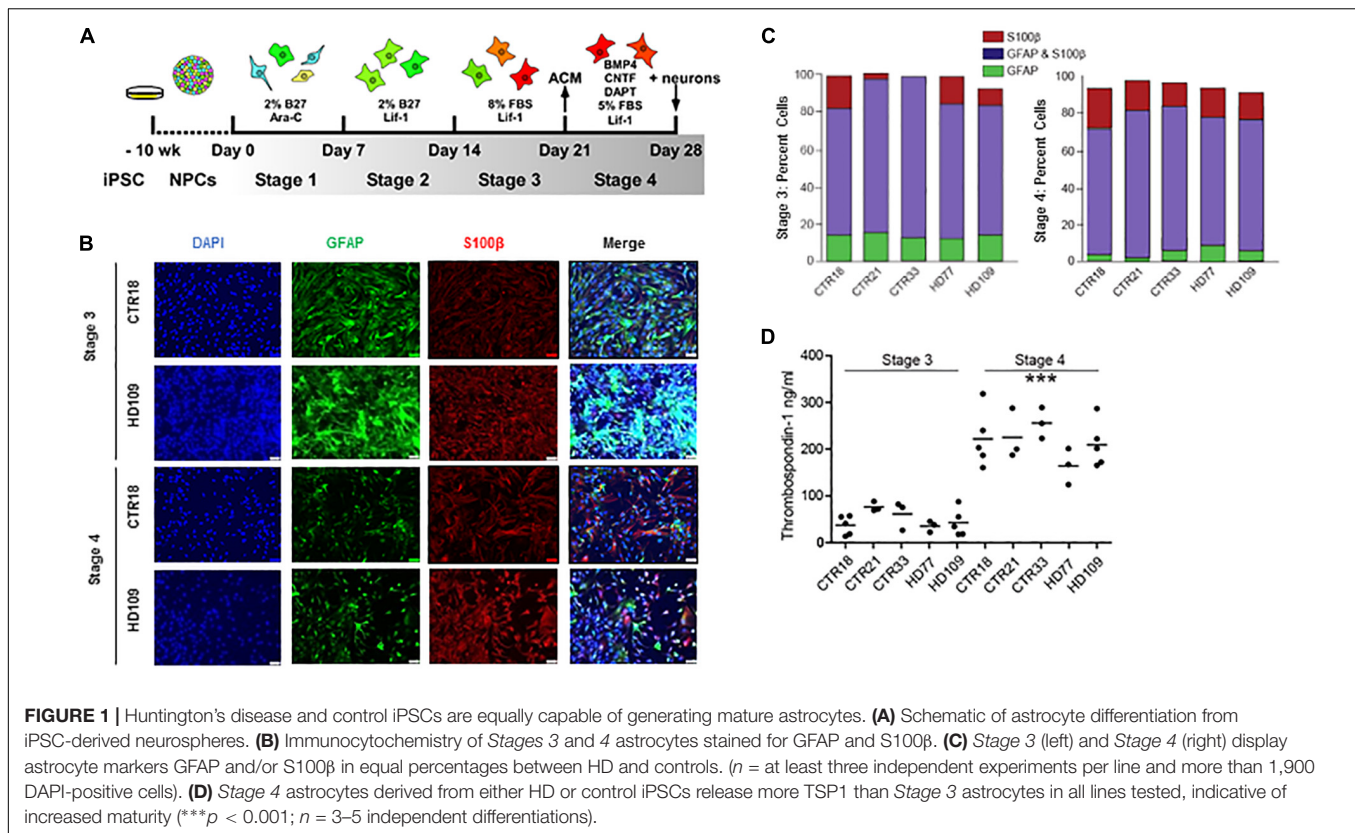 A
2% B27
Ara-C
2% B27
Lif-1
8% FBS
Lif-1
ACM
BMP4
CNTF
DAPT
5% FBS
Lif-1
+ neurons
- 10 wk
Day 0
Day 7
Day 14
Day 21
Day 28
iPSC
NPCs
Stage 1
Stage 2
Stage 3
Stage 4
B
DAPI
GFAP
S100β
Merge
Stage 3
CTR18
HD109
Stage 4
CTR18
HD109
C
S100β
GFAP & S100β
GFAP
Stage 3: Percent Cells
100
80
60
40
20
0
CTR18
CTR21
CTR33
HD77
HD109
Stage 4: Percent Cells
100
80
60
40
20
0
CTR18
CTR21
CTR33
HD77
HD109
D
Stage 3
Stage 4
***
Thrombospondin-1 ng/ml
400
300
200
100
0
CTR18
CTR21
CTR33
HD77
HD109
CTR18
CTR21
CTR33
HD77
HD109
FIGURE 1 | Huntington's disease and control iPSCs are equally capable of generating mature astrocytes. (A) Schematic of astrocyte differentiation from
iPSC-derived neurospheres. (B) Immunocytochemistry of Stages 3 and 4 astrocytes stained for GFAP and S100β. (C) Stage 3 (left) and Stage 4 (right) display
astrocyte markers GFAP and/or S100β in equal percentages between HD and controls. (n = at least three independent experiments per line and more than 1,900
DAPI-positive cells). (D) Stage 4 astrocytes derived from either HD or control iPSCs release more TSP1 than Stage 3 astrocytes in all lines tested, indicative of
increased maturity (***p < 0.001; n = 3–5 independent differentiations).